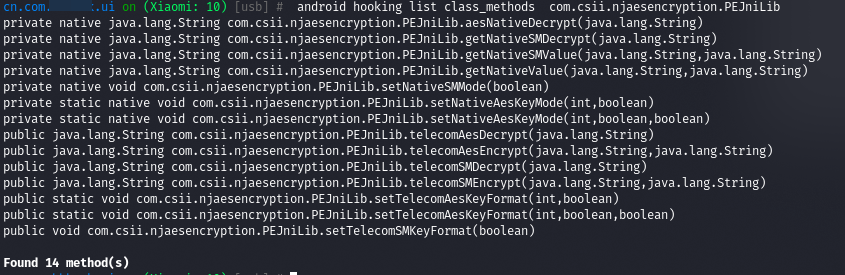 cn.com. .ui on (Xiaomi: 10) [usb] # android hooking list class_methods com.csii.njaesencryption.PEJniLib
private native java.lang.String com.csii.njaesencryption.PEJniLib.aesNativeDecrypt(java.lang.String)
private native java.lang.String com.csii.njaesencryption.PEJniLib.getNativeSMDecrypt(java.lang.String)
private native java.lang.String com.csii.njaesencryption.PEJniLib.getNativeSMValue(java.lang.String,java.lang.String)
private native java.lang.String com.csii.njaesencryption.PEJniLib.getNativeValue(java.lang.String,java.lang.String)
private native void com.csii.njaesencryption.PEJniLib.setNativeSMMode(boolean)
private static native void com.csii.njaesencryption.PEJniLib.setNativeAesKeyMode(int,boolean)
private static native void com.csii.njaesencryption.PEJniLib.setNativeAesKeyMode(int,boolean,boolean)
public java.lang.String com.csii.njaesencryption.PEJniLib.telecomAesDecrypt(java.lang.String)
public java.lang.String com.csii.njaesencryption.PEJniLib.telecomAesEncrypt(java.lang.String,java.lang.String)
public java.lang.String com.csii.njaesencryption.PEJniLib.telecomSMDecrypt(java.lang.String)
public java.lang.String com.csii.njaesencryption.PEJniLib.telecomSMEncrypt(java.lang.String,java.lang.String)
public static void com.csii.njaesencryption.PEJniLib.setTelecomAesKeyFormat(int,boolean)
public static void com.csii.njaesencryption.PEJniLib.setTelecomAesKeyFormat(int,boolean,boolean)
public void com.csii.njaesencryption.PEJniLib.setTelecomSMKeyFormat(boolean)
Found 14 method(s)